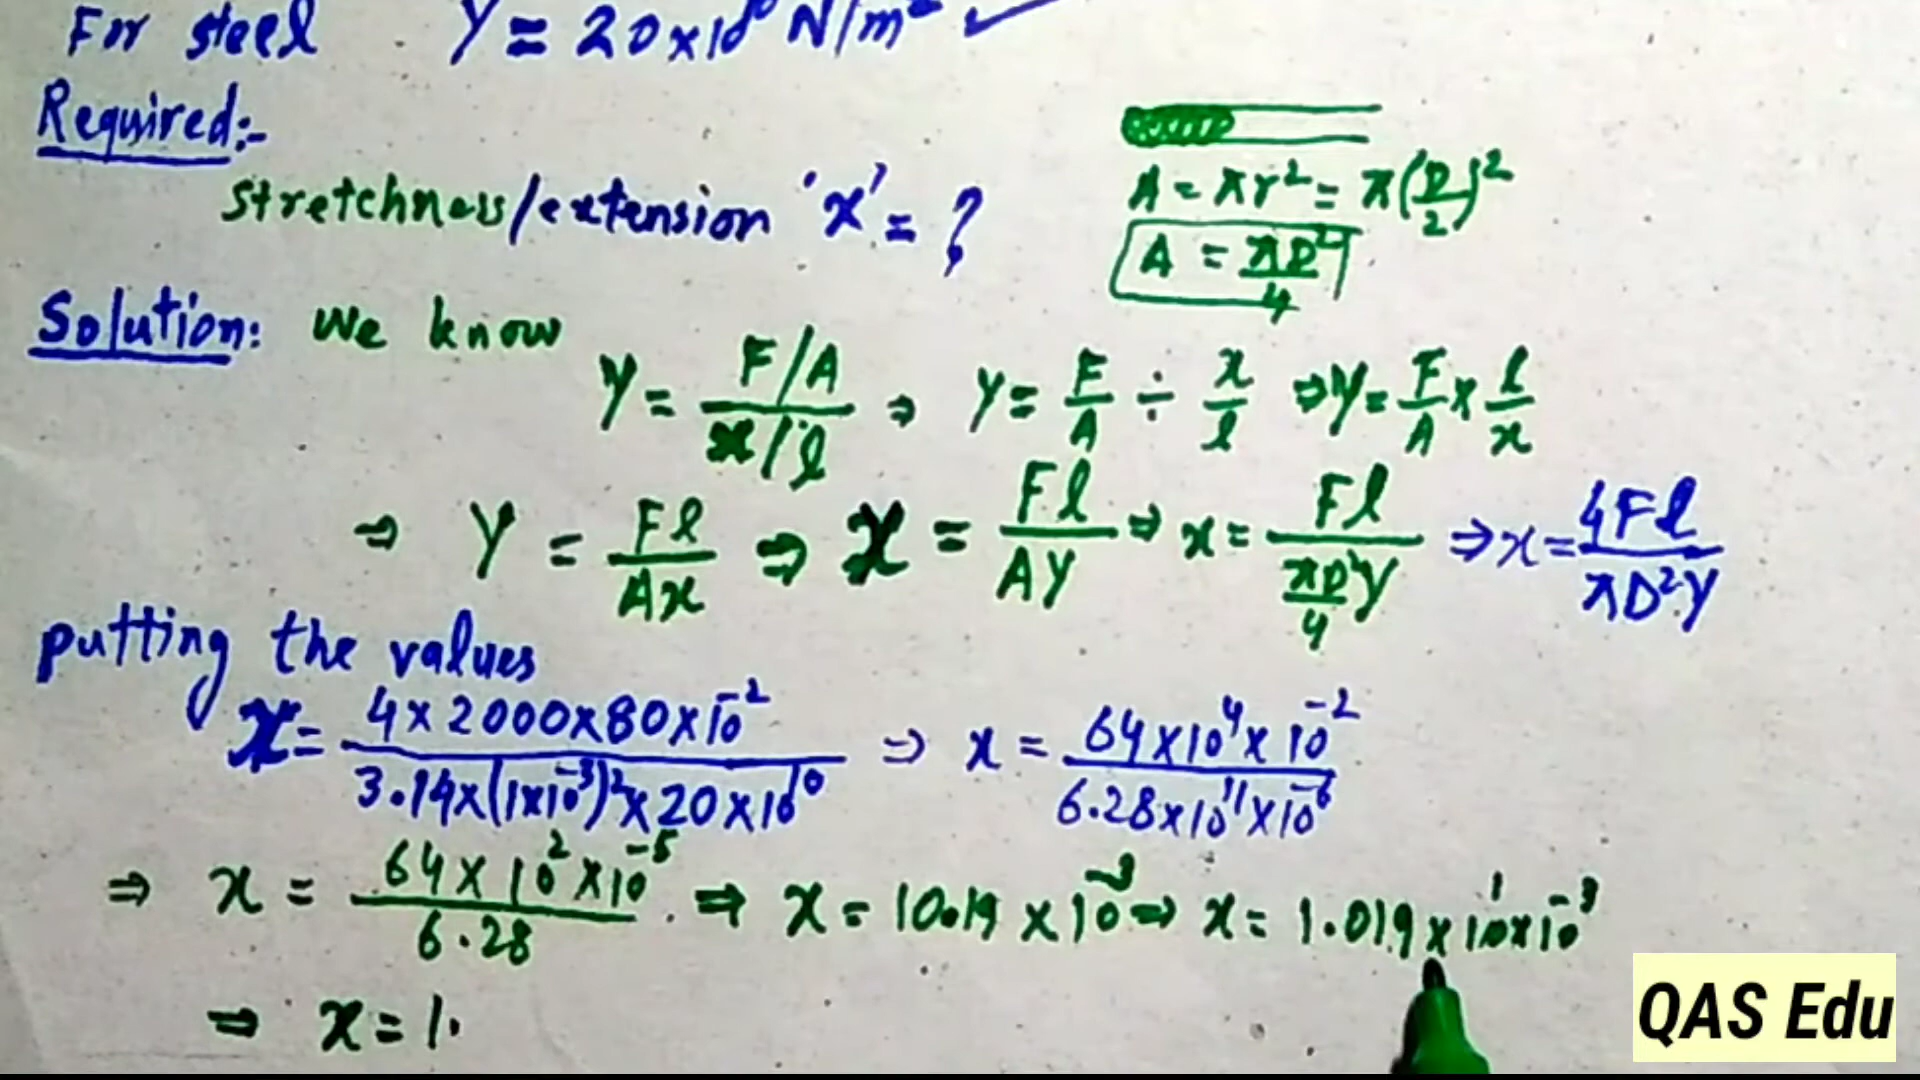 For steel Y = 20×10¹⁰ N/m² ✓
Required:-
stretchness/extension 'x' = ?
A = πr² = π(D/2)²
A = πD²/4
Solution: We know
Y = F/A / x/l ⇒ Y = F/A ÷ x/l ⇒ Y = F/A × l/x
⇒ Y = Fl/Ax ⇒ x = Fl/AY ⇒ x = Fl / πD²/4 Y ⇒ x = 4Fl/πD²Y
putting the values
x = 4×2000×80×10⁻² / 3.14×(1×10⁻³)²×20×10¹⁰ ⇒ x = 64×10⁴×10⁻² / 6.28×10¹¹×10⁻⁶
⇒ x = 64×10²×10⁻⁵ / 6.28 ⇒ x = 10.19×10⁻³ ⇒ x = 1.019×10¹×10⁻³
⇒ x = 1.
QAS Edu